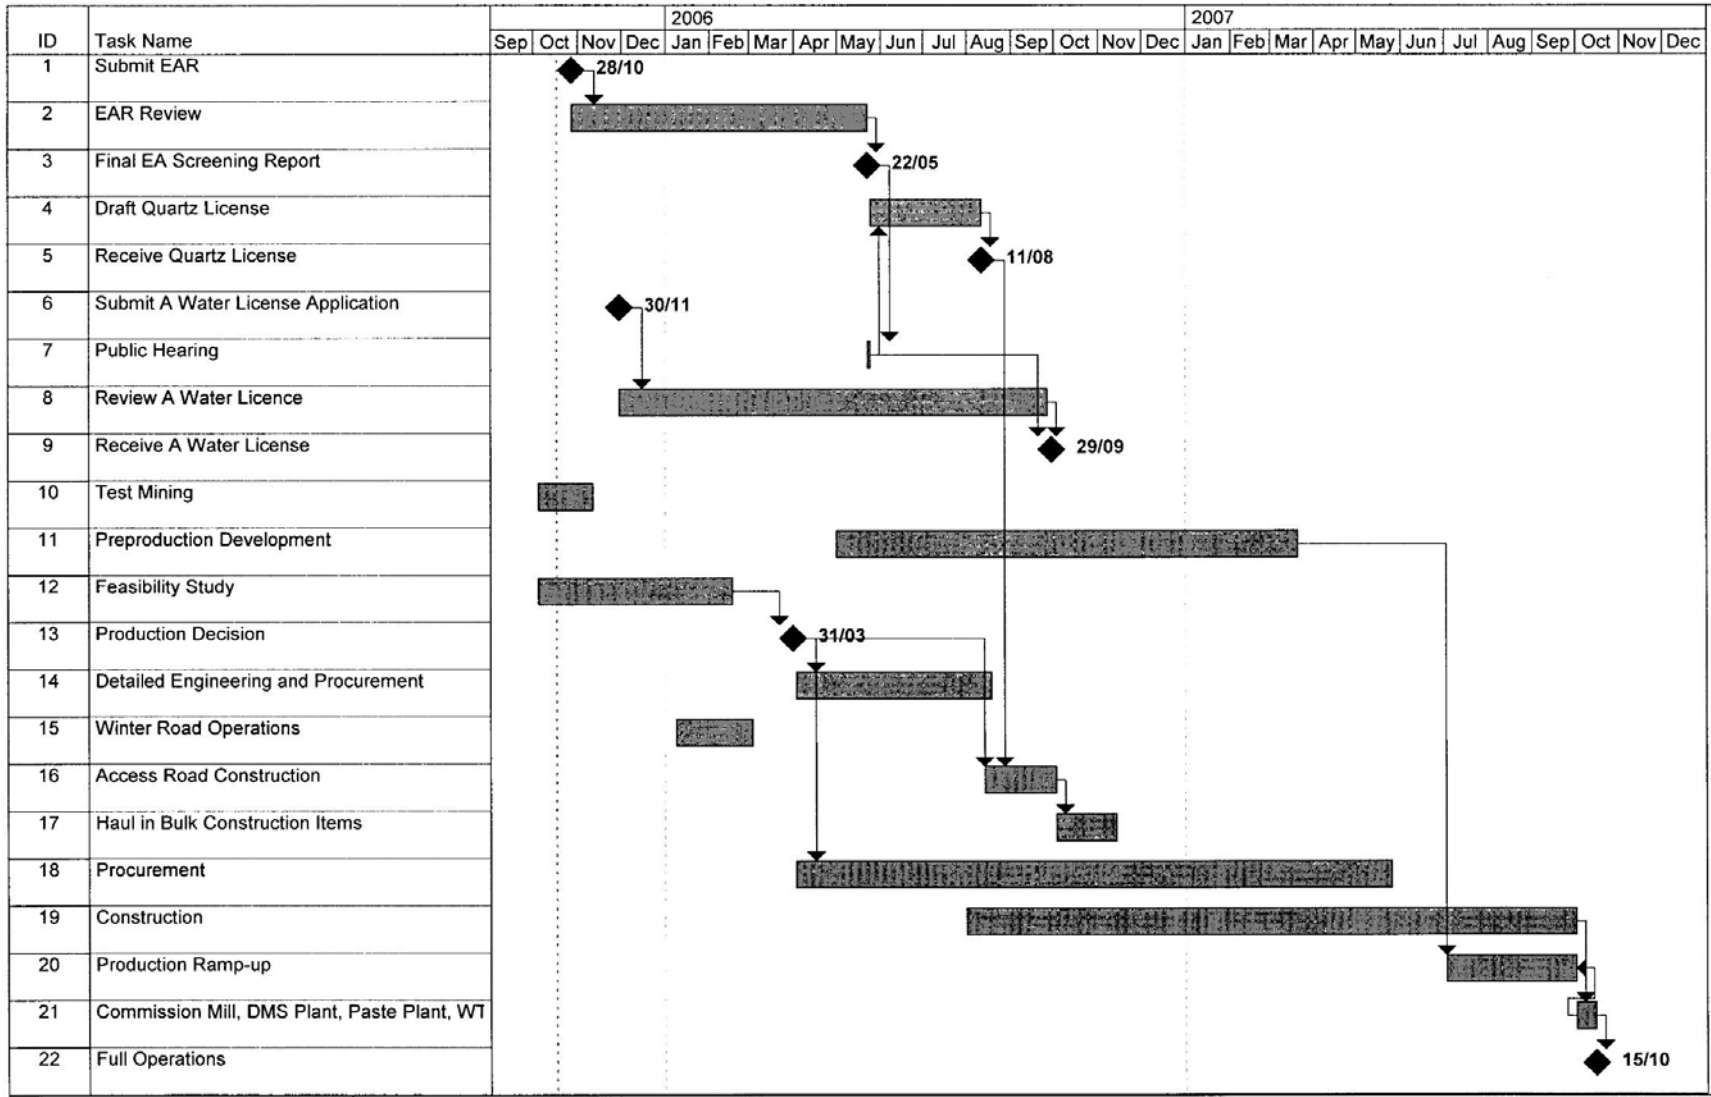 2006 2007
ID Task Name Sep Oct Nov Dec Jan Feb Mar Apr May Jun Jul Aug Sep Oct Nov Dec Jan Feb Mar Apr May Jun Jul Aug Sep Oct Nov Dec
1 Submit EAR 28/10
2 EAR Review
3 Final EA Screening Report 22/05
4 Draft Quartz License
5 Receive Quartz License 11/08
6 Submit A Water License Application 30/11
7 Public Hearing
8 Review A Water Licence
9 Receive A Water License 29/09
10 Test Mining
11 Preproduction Development
12 Feasibility Study
13 Production Decision 31/03
14 Detailed Engineering and Procurement
15 Winter Road Operations
16 Access Road Construction
17 Haul in Bulk Construction Items
18 Procurement
19 Construction
20 Production Ramp-up
21 Commission Mill, DMS Plant, Paste Plant, WT
22 Full Operations 15/10